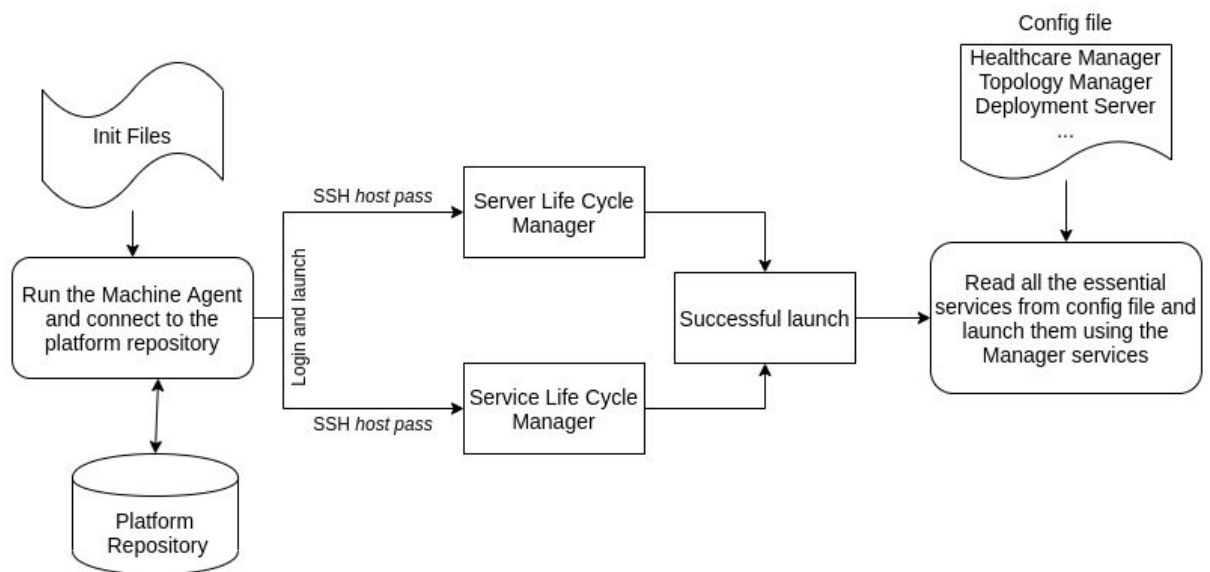 Config file
Healthcare Manager
Topology Manager
Deployment Server
...
Init Files
SSH host pass
Server Life Cycle
Manager
Run the Machine Agent
and connect to the
platform repository
Login and launch
Successful launch
Read all the essential
services from config file and
launch them using the
Manager services
Service Life Cycle
Manager
SSH host pass
Platform
Repository